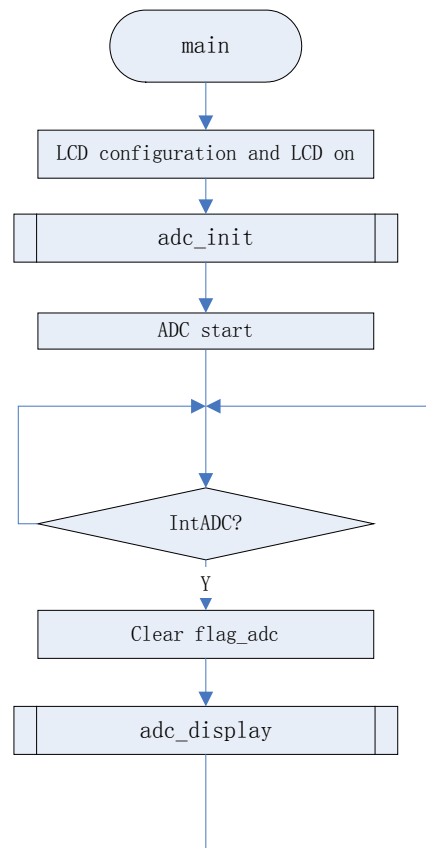 main
LCD configuration and LCD on
adc_init
ADC start
IntADC?
Y
Clear flag_adc
adc_display